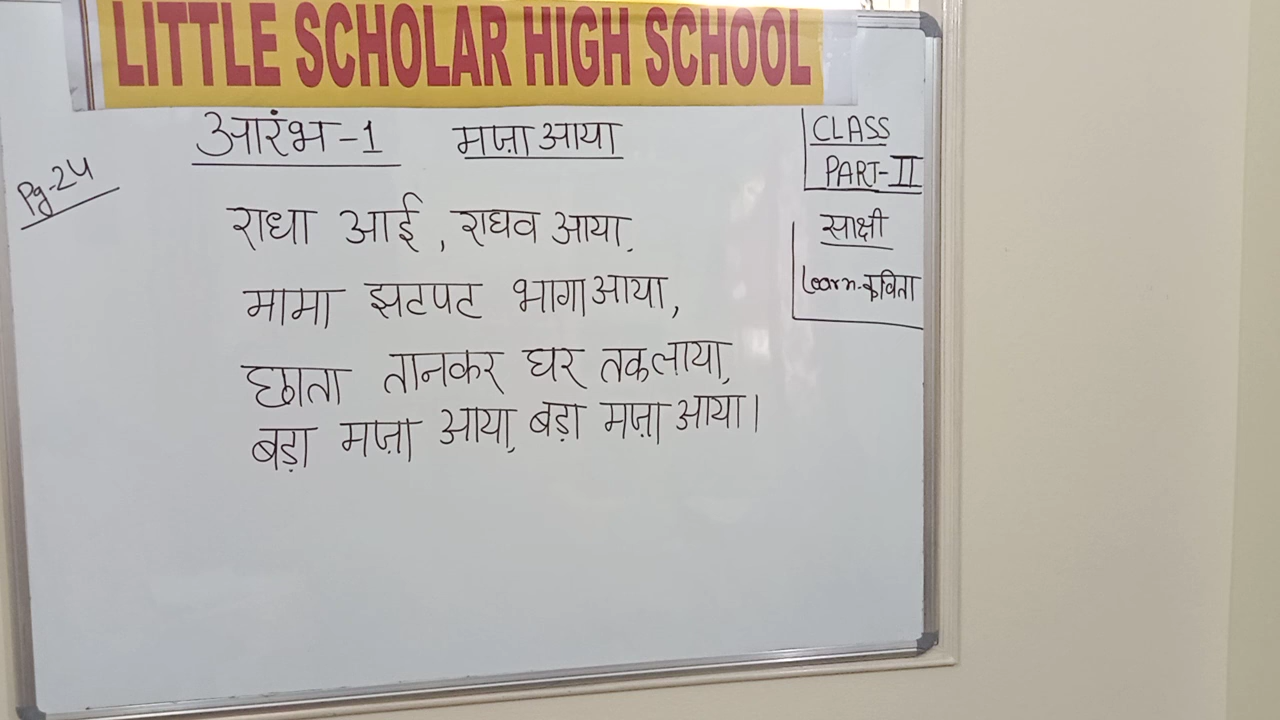 LITTLE SCHOLAR HIGH SCHOOL
आरंभ-1 मज़ा आया
CLASS
PART-II
Pg-24
साक्षी
Learn-कविता
राधा आई, राघव आया,
मामा झटपट भागा आया,
छाता तानकर घर तक लाया,
बड़ा मज़ा आया, बड़ा मज़ा आया।